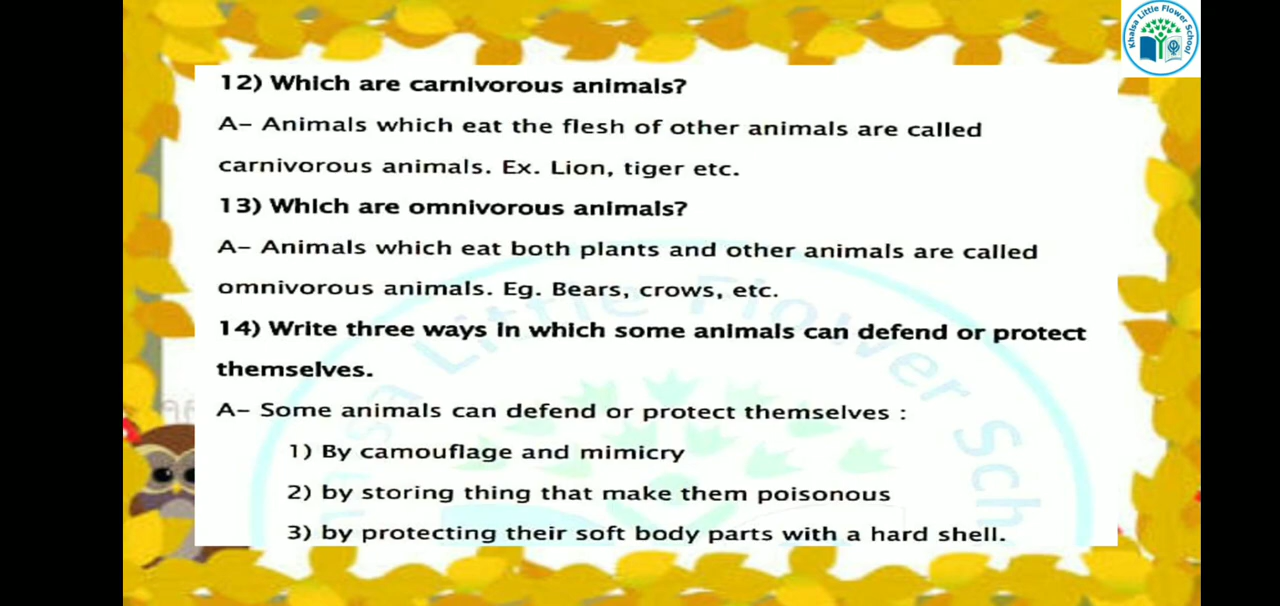 Khalsa Little Flower School
12) Which are carnivorous animals?
A- Animals which eat the flesh of other animals are called
carnivorous animals. Ex. Lion, tiger etc.
13) Which are omnivorous animals?
A- Animals which eat both plants and other animals are called
omnivorous animals. Eg. Bears, crows, etc.
14) Write three ways in which some animals can defend or protect
themselves.
A- Some animals can defend or protect themselves :
1) By camouflage and mimicry
2) by storing thing that make them poisonous
3) by protecting their soft body parts with a hard shell.